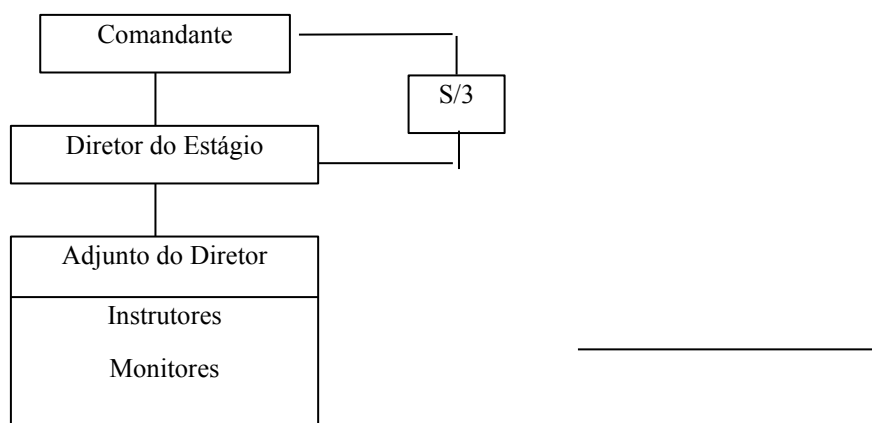 Comandante
S/3
Diretor do Estágio
Adjunto do Diretor
Instrutores
Monitores